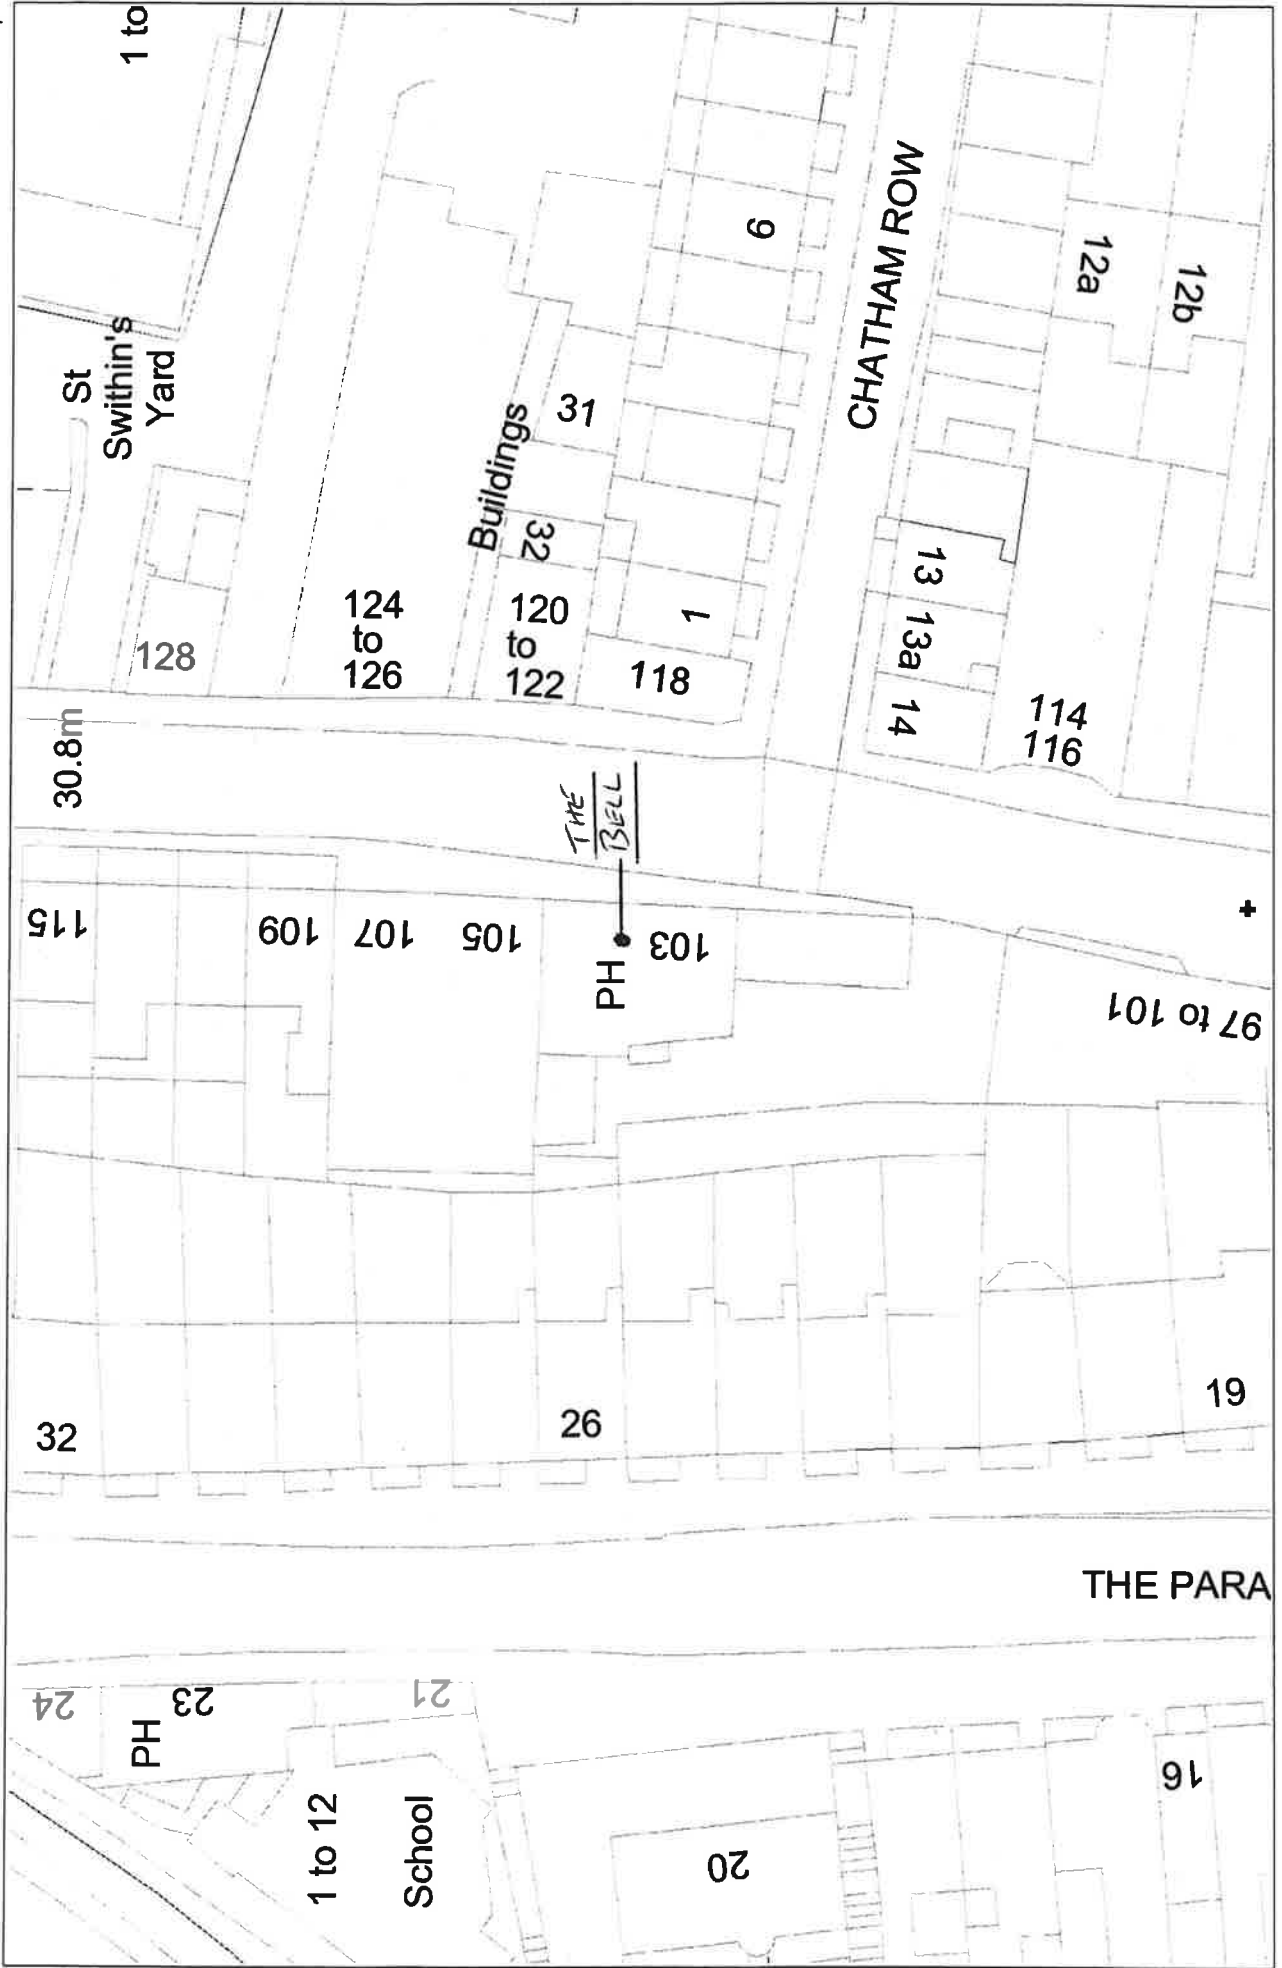 1 to
St
Swithin's
Yard
9
CHATHAM ROW
12a
12b
31
Buildings
32
128
124
to
126
120
to
122
1
118
13
13a
14
114
116
30.8m
THE
BELL
115
109
107
105
PH
103
97 to 101
32
26
19
THE PARA
24
PH
23
21
1 to 12
School
20
16